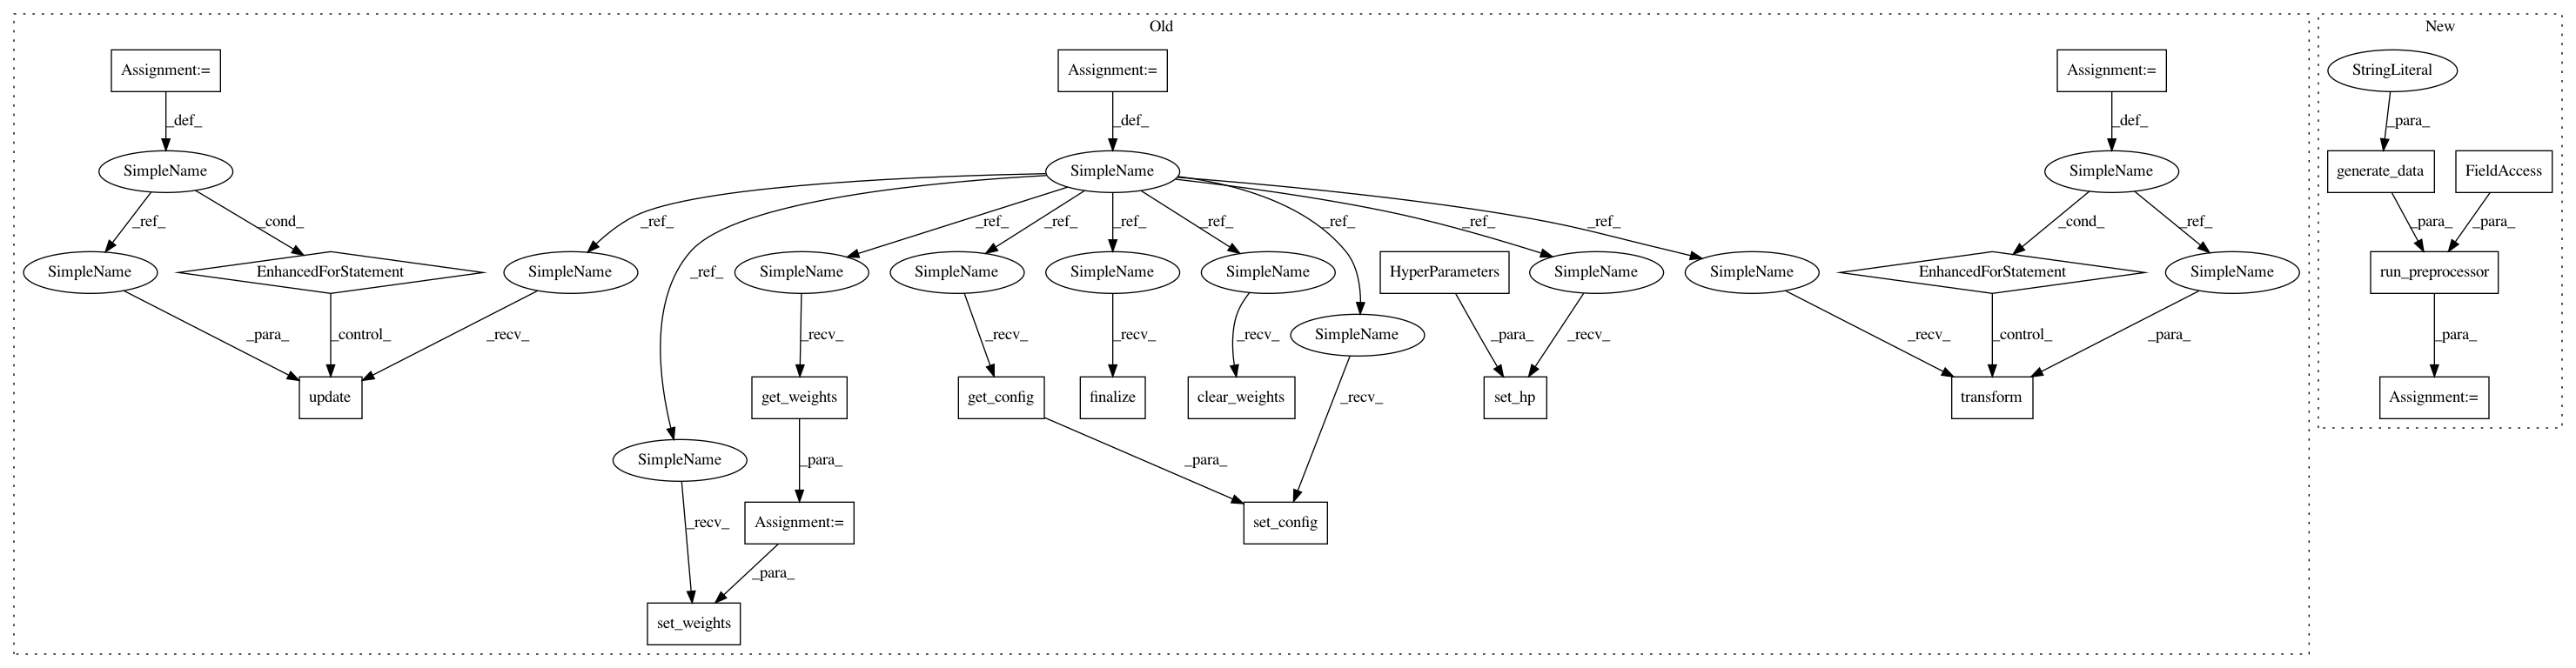 Old
New
Assignment:=
Assignment:=
Assignment:=
StringLiteral
_def_
_def_
_def_
_para_
SimpleName
SimpleName
SimpleName
generate_data
FieldAccess
_ref_
_cond_
_ref_
_ref_
_ref_
_ref_
_ref_
_ref_
_ref_
_ref_
_ref_
_cond_
_ref_
_para_
_para_
SimpleName
EnhancedForStatement
SimpleName
SimpleName
SimpleName
SimpleName
SimpleName
HyperParameters
SimpleName
SimpleName
EnhancedForStatement
SimpleName
run_preprocessor
_para_
_control_
_recv_
_recv_
_recv_
_recv_
_recv_
SimpleName
_para_
_recv_
_recv_
_control_
_para_
_para_
update
get_weights
get_config
finalize
clear_weights
_recv_
set_hp
transform
Assignment:=
SimpleName
_para_
_para_
_recv_
Assignment:=
set_config
_para_
set_weights